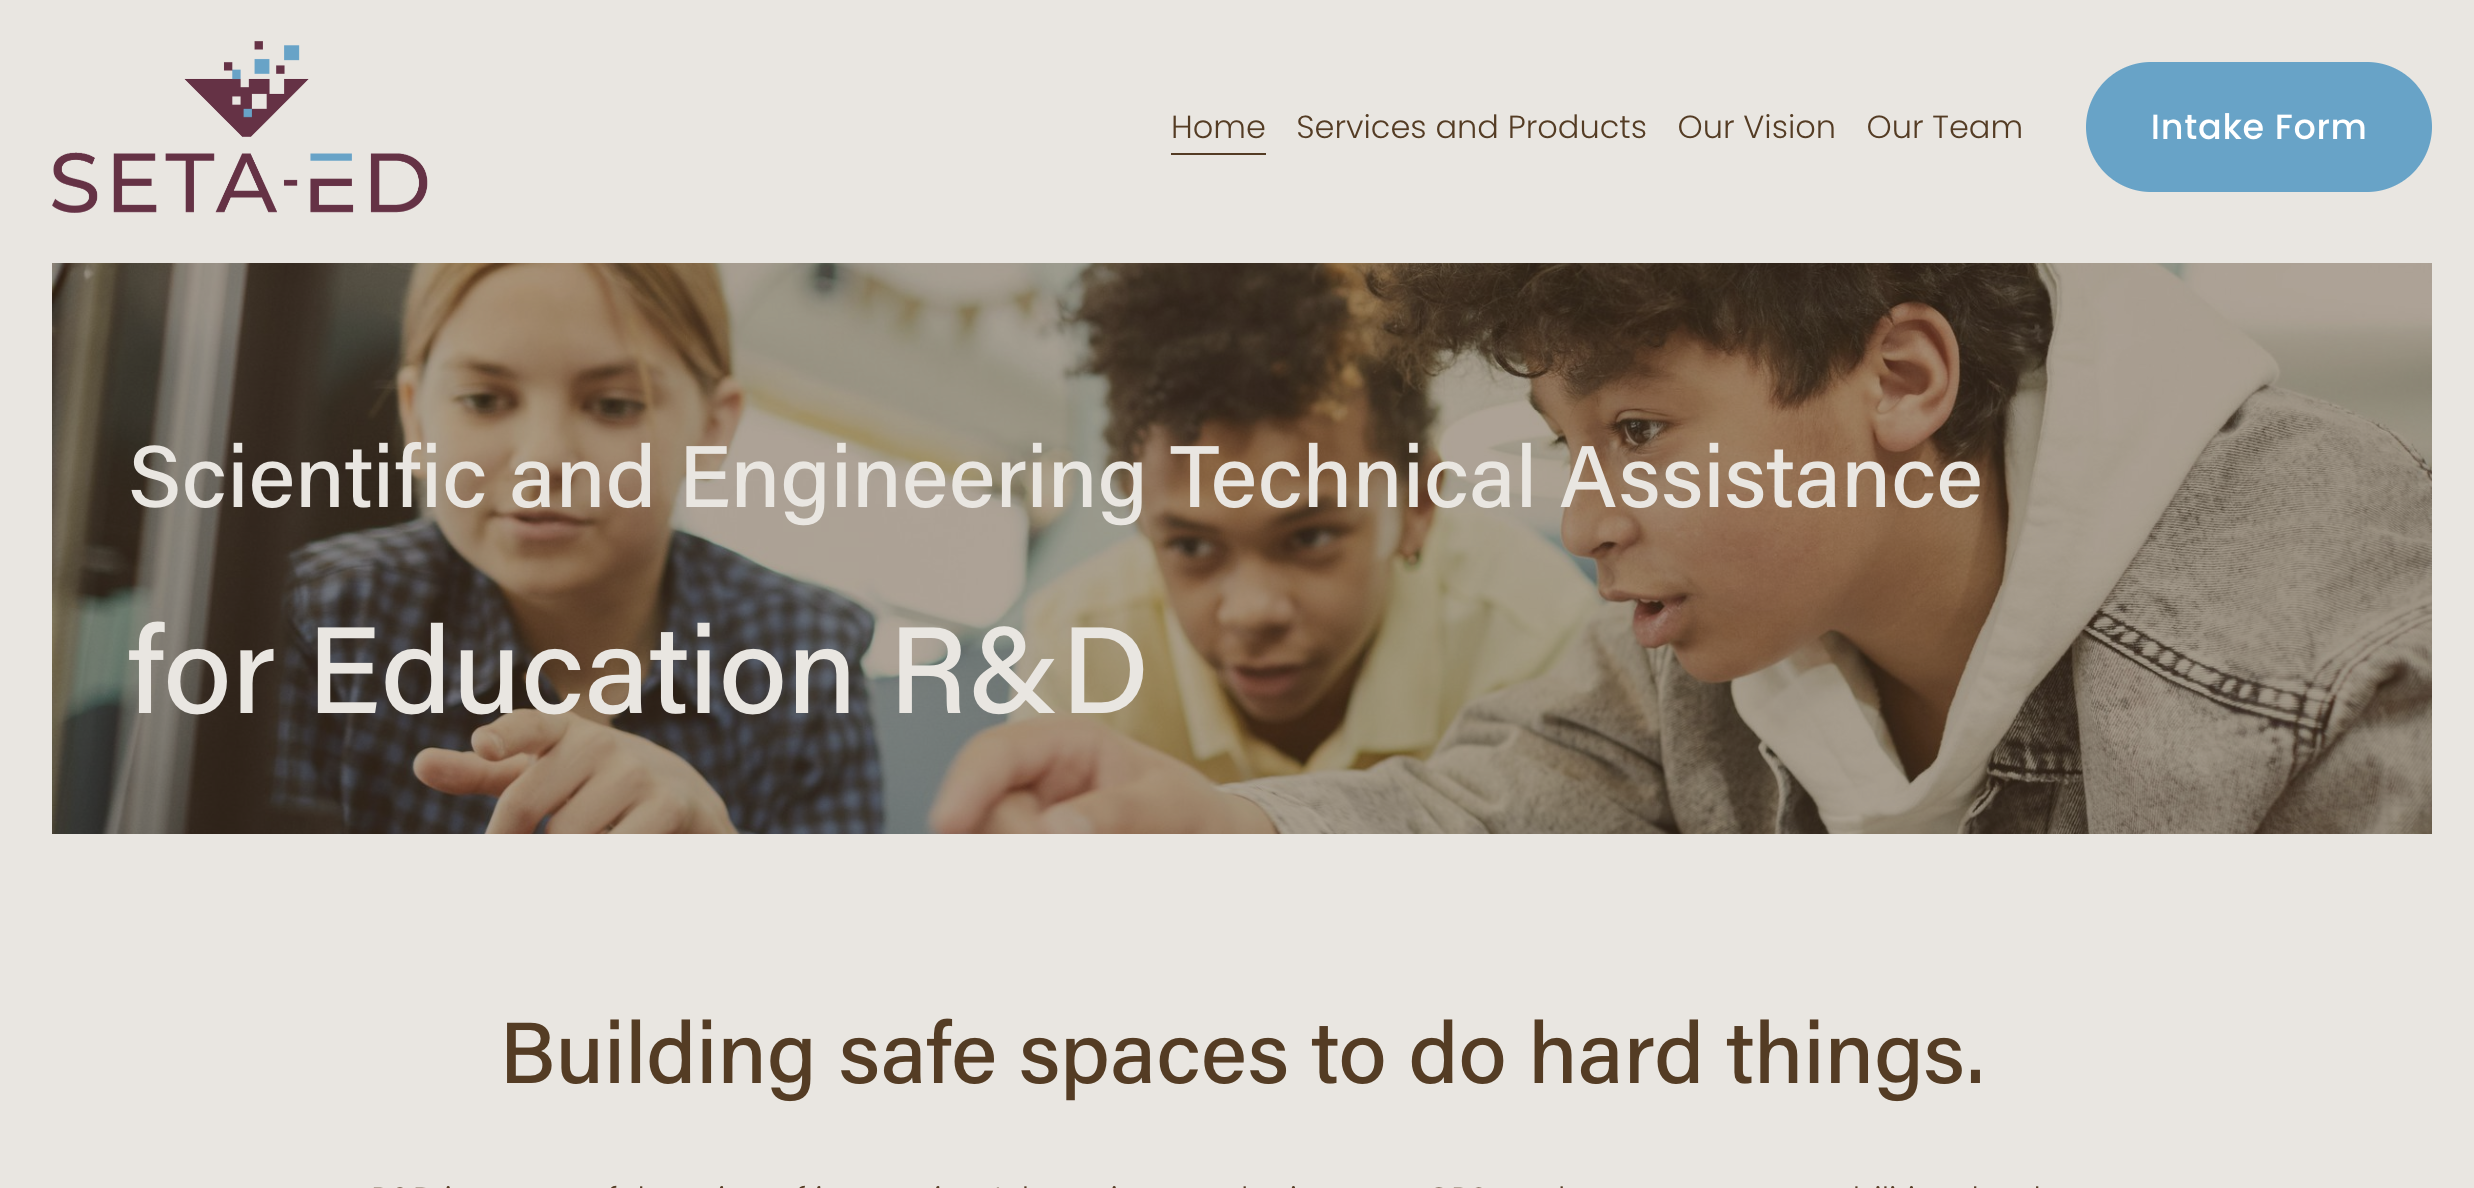 SETA-ED
Home Services and Products Our Vision Our Team Intake Form
Scientific and Engineering Technical Assistance
for Education R&D
Building safe spaces to do hard things.